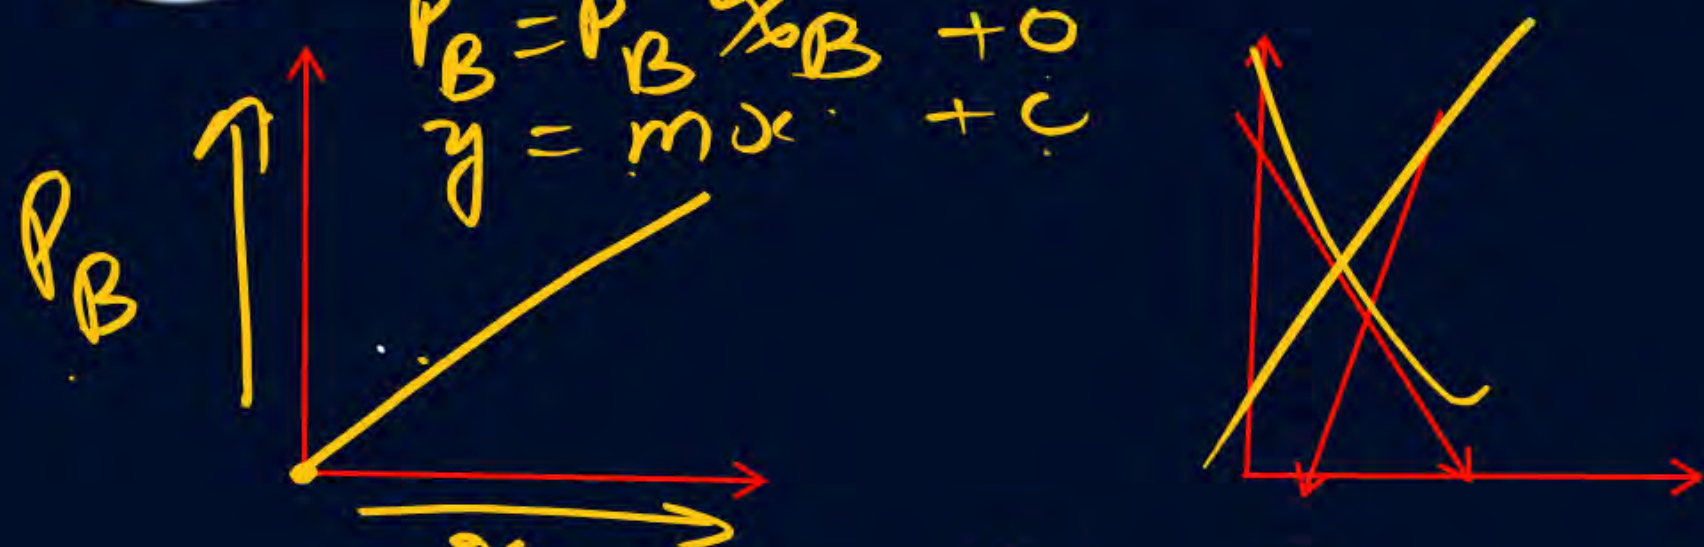 P_B = P_B x_B + 0
y = mx + c
P_B
x